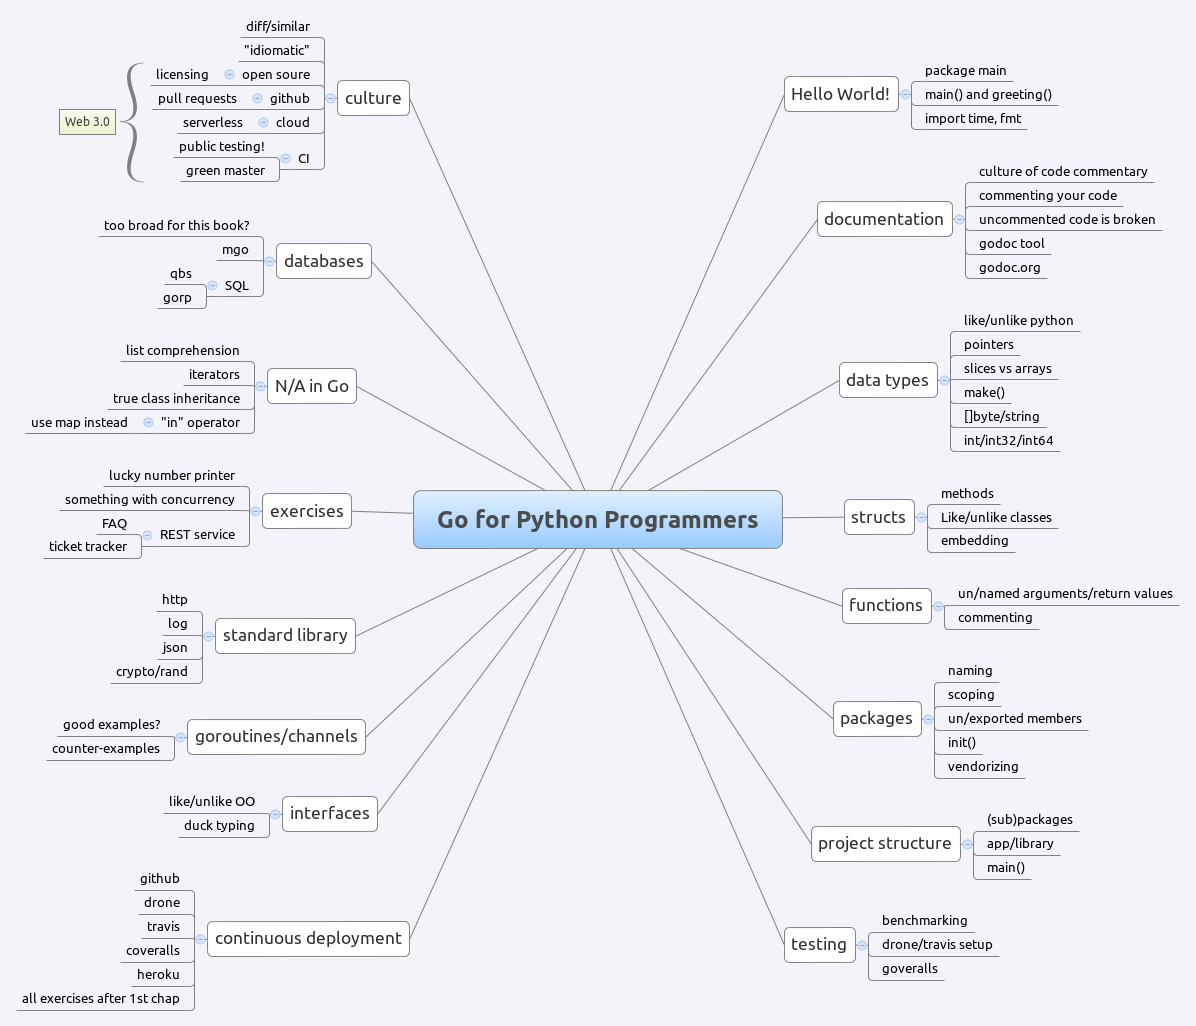 Go for Python Programmers
Hello World!
package main
main() and greeting()
import time, fmt
documentation
culture of code commentary
commenting your code
uncommented code is broken
godoc tool
godoc.org
data types
like/unlike python
pointers
slices vs arrays
make()
[]byte/string
int/int32/int64
structs
methods
Like/unlike classes
embedding
functions
un/named arguments/return values
commenting
packages
naming
scoping
un/exported members
init()
vendorizing
project structure
(sub)packages
app/library
main()
testing
benchmarking
drone/travis setup
goveralls
culture
diff/similar
"idiomatic"
open soure
licensing
github
pull requests
cloud
serverless
CI
public testing!
green master
Web 3.0
databases
too broad for this book?
mgo
SQL
qbs
gorp
N/A in Go
list comprehension
iterators
true class inheritance
"in" operator
use map instead
exercises
lucky number printer
something with concurrency
REST service
FAQ
ticket tracker
standard library
http
log
json
crypto/rand
goroutines/channels
good examples?
counter-examples
interfaces
like/unlike OO
duck typing
continuous deployment
github
drone
travis
coveralls
heroku
all exercises after 1st chap